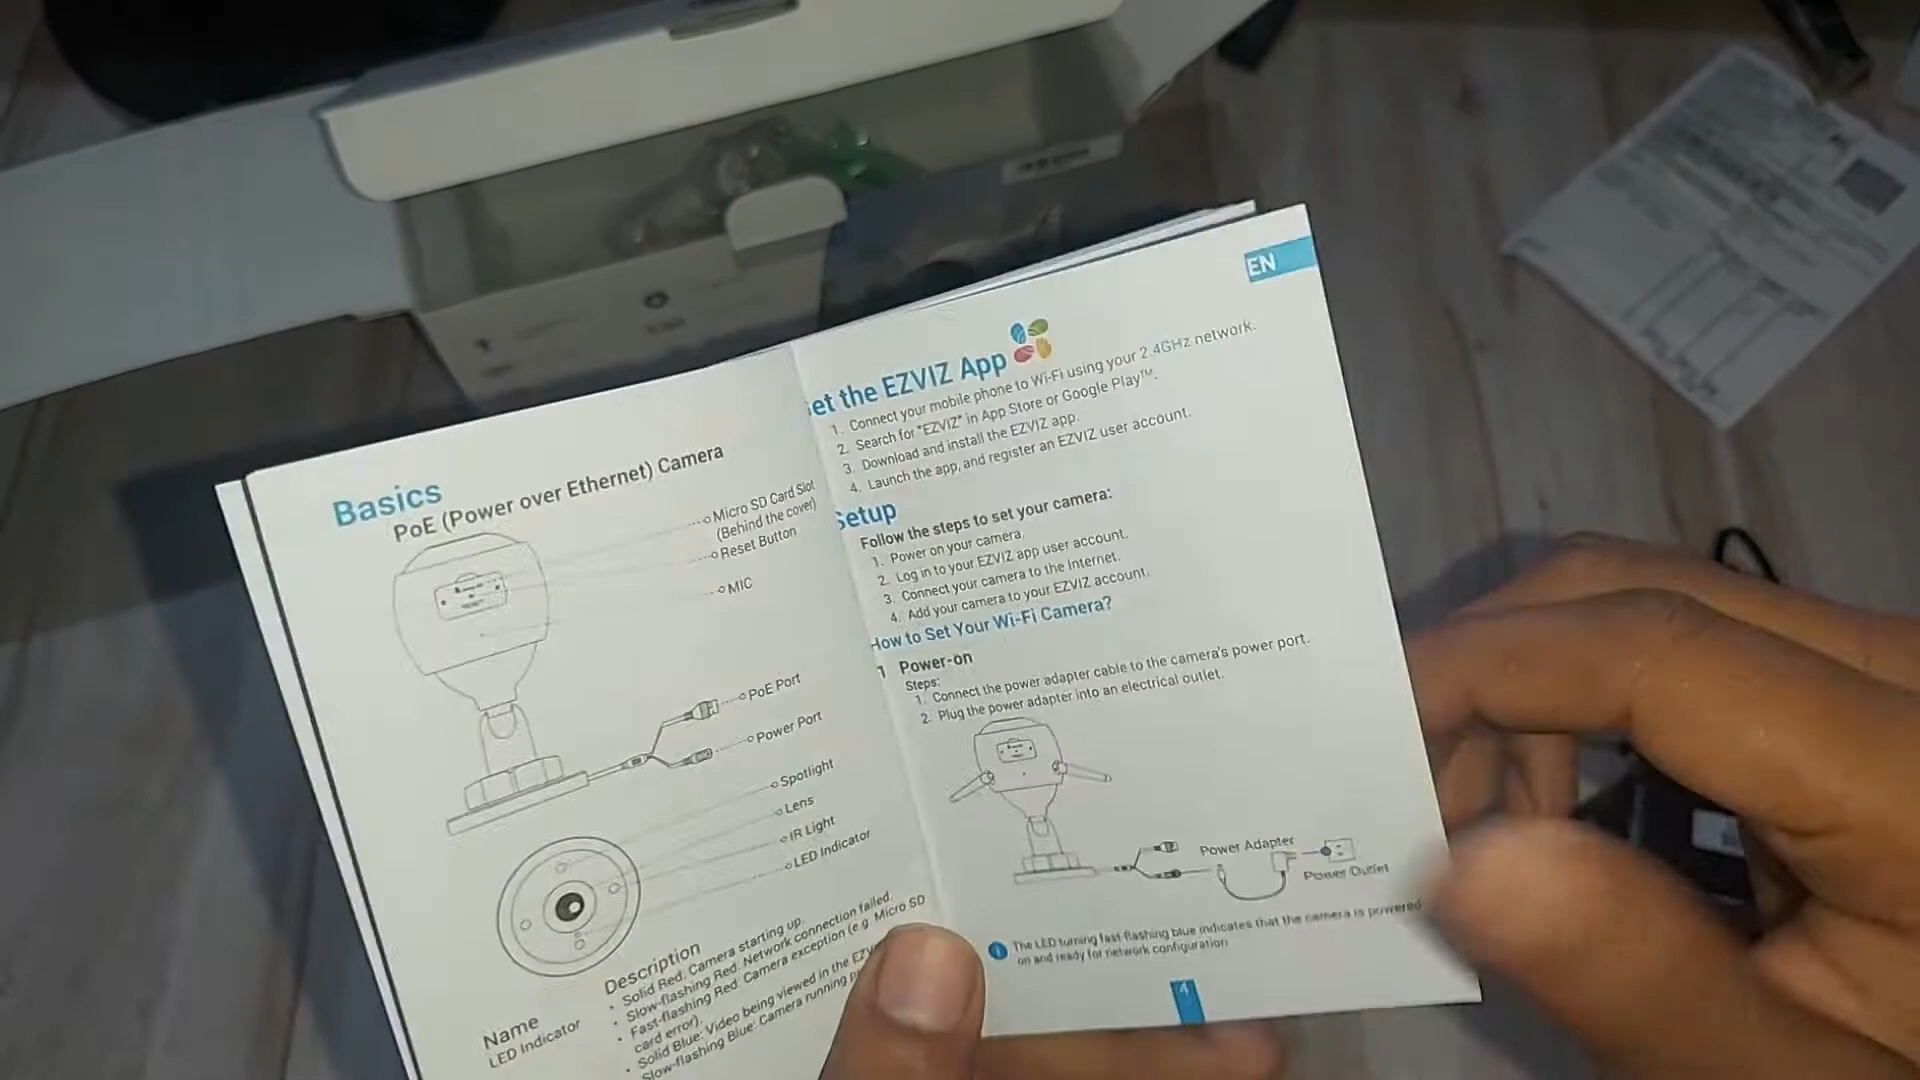 Basics
PoE (Power over Ethernet) Camera
Micro SD Card Slot
(Behind the cover)
Reset Button
MIC
PoE Port
Power Port
Spotlight
Lens
IR Light
LED Indicator
Name
Description
LED Indicator
• Solid Red: Camera starting up.
• Slow-flashing Red: Network connection failed.
• Fast-flashing Red: Camera exception (e.g. Micro SD
card error).
• Solid Blue: Video being viewed in the
• Slow-flashing Blue: Camera running
EN
et the EZVIZ App
1. Connect your mobile phone to Wi-Fi using your 2.4GHz network.
2. Search for "EZVIZ" in App Store or Google Play™.
3. Download and install the EZVIZ app.
4. Launch the app, and register an EZVIZ user account.
Setup
Follow the steps to set your camera:
1. Power on your camera.
2. Log in to your EZVIZ app user account.
3. Connect your camera to the Internet.
4. Add your camera to your EZVIZ account.
How to Set Your Wi-Fi Camera?
1 Power-on
Steps:
1. Connect the power adapter cable to the camera's power port.
2. Plug the power adapter into an electrical outlet.
Power Adapter
Power Outlet
The LED turning fast-flashing blue indicates that the camera is powered
on and ready for network configuration
4